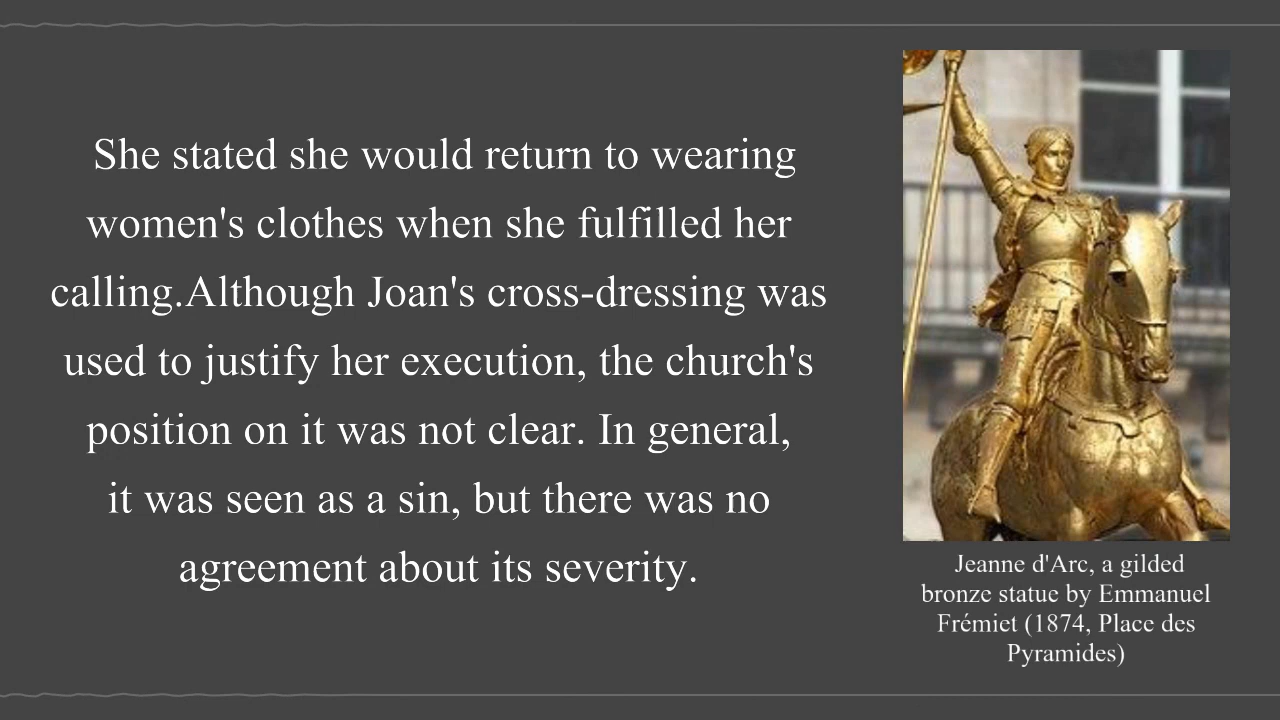 She stated she would return to wearing
women's clothes when she fulfilled her
calling.Although Joan's cross-dressing was
used to justify her execution, the church's
position on it was not clear. In general,
it was seen as a sin, but there was no
agreement about its severity.
Jeanne d'Arc, a gilded
bronze statue by Emmanuel
Frémiet (1874, Place des
Pyramides)